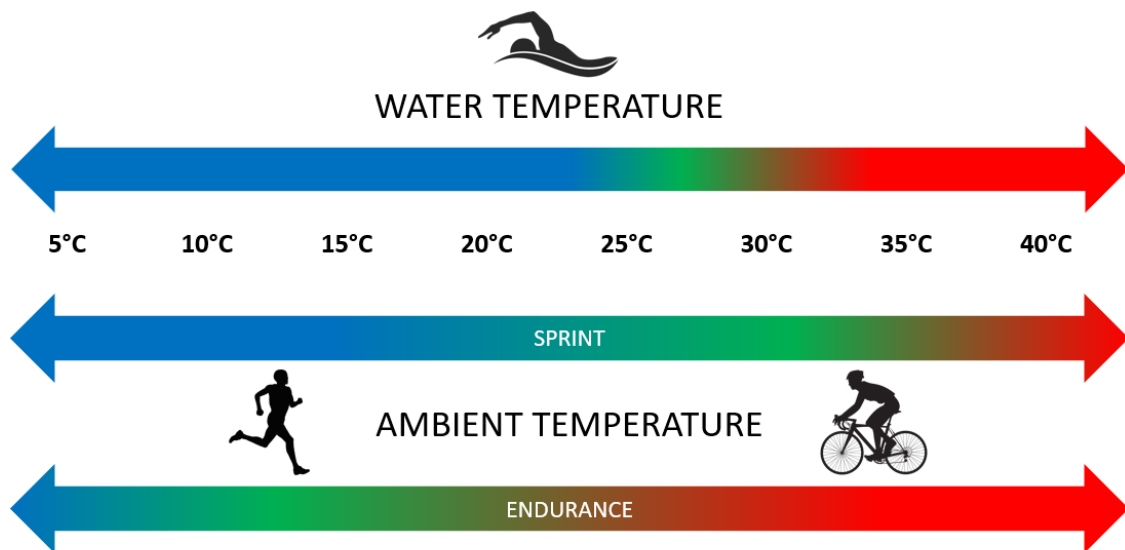 WATER TEMPERATURE
5°C 10°C 15°C 20°C 25°C 30°C 35°C 40°C
SPRINT
AMBIENT TEMPERATURE
ENDURANCE